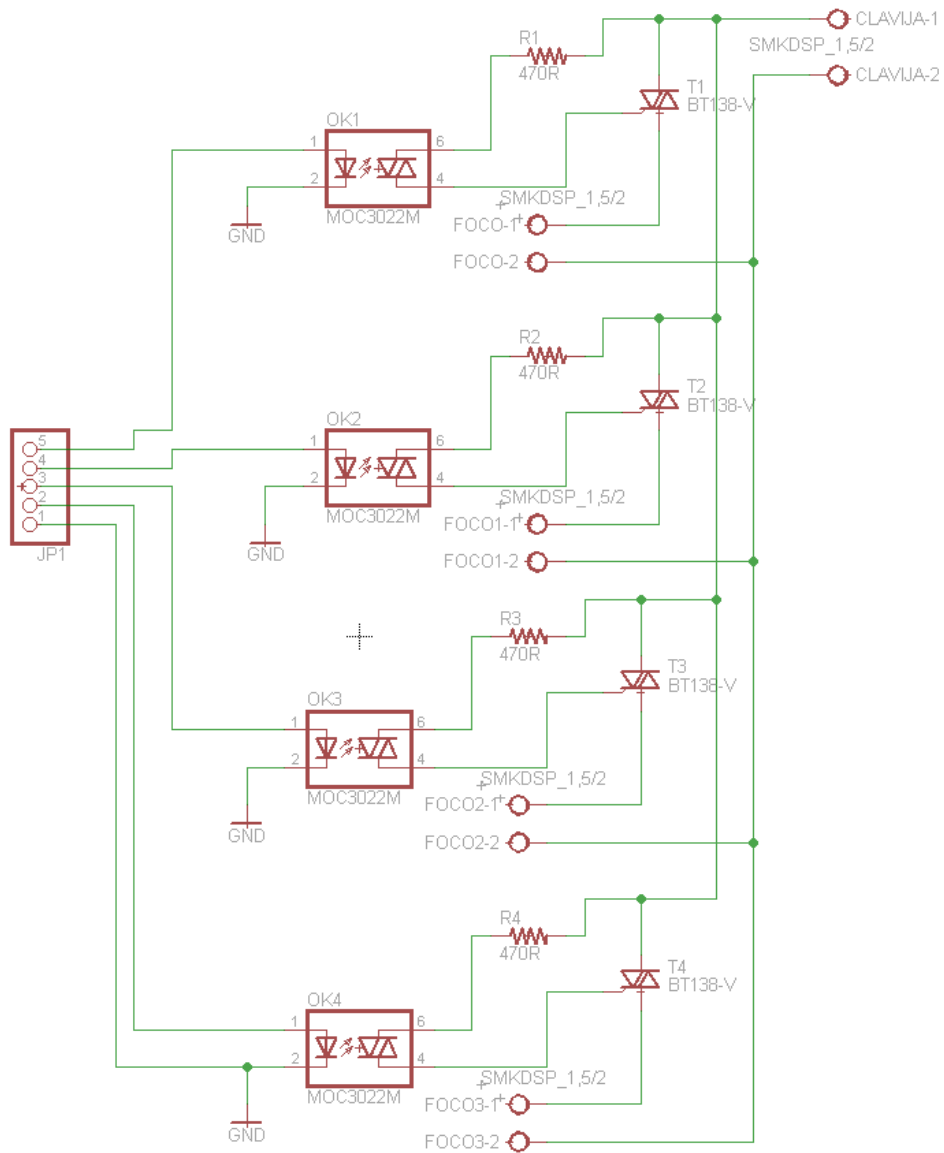 CLAVIJA-1
SMKDSP_1,5/2
CLAVIJA-2
R1
470R
T1
BT138-V
OK1
1
6
2
4
MOC3022M
GND
SMKDSP_1,5/2
FOCO-1
FOCO-2
R2
470R
T2
BT138-V
OK2
1
6
2
4
MOC3022M
GND
SMKDSP_1,5/2
FOCO1-1
FOCO1-2
5
4
3
2
1
JP1
R3
470R
T3
BT138-V
OK3
1
6
2
4
MOC3022M
GND
SMKDSP_1,5/2
FOCO2-1
FOCO2-2
R4
470R
T4
BT138-V
OK4
1
6
2
4
MOC3022M
GND
SMKDSP_1,5/2
FOCO3-1
FOCO3-2